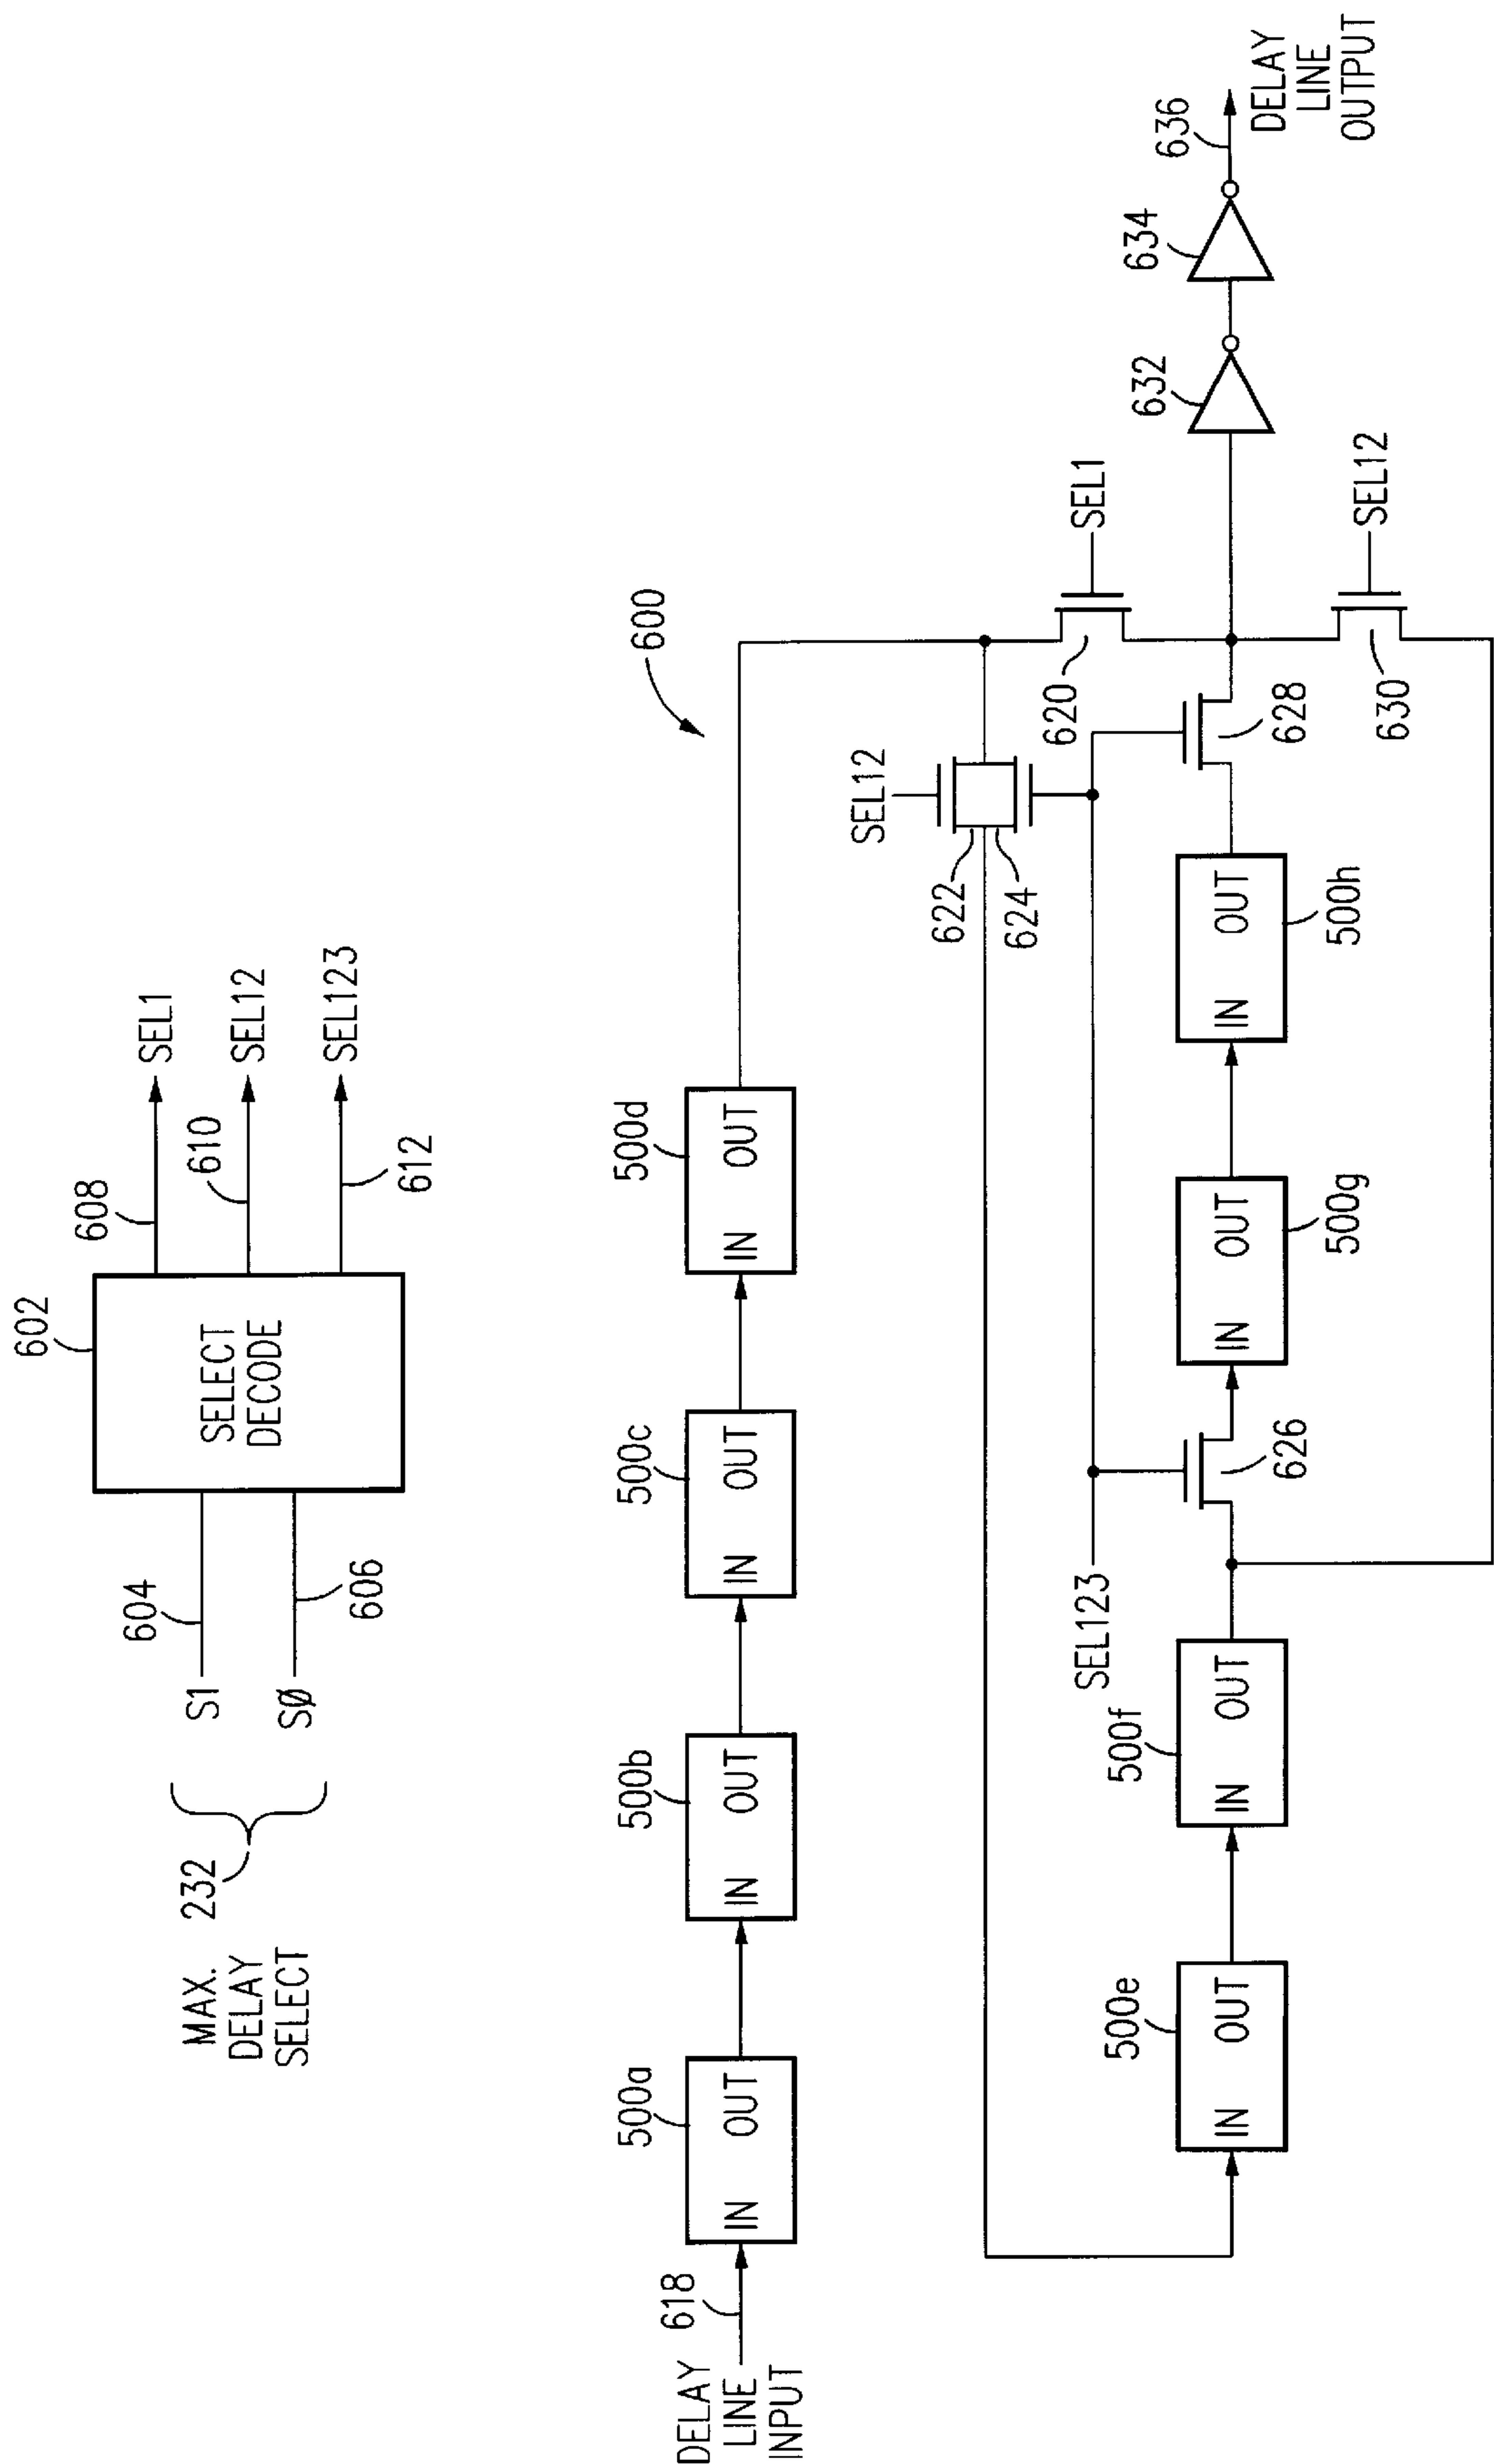 MAX.
DELAY
SELECT
232
S1
SØ
604
606
602
SELECT
DECODE
608
610
612
SEL1
SEL12
SEL123
600
DELAY
LINE
INPUT
618
500a
IN OUT
500b
IN OUT
500c
IN OUT
500d
IN OUT
SEL12
622
624
SEL1
620
SEL123
500e
IN OUT
500f
IN OUT
626
500g
IN OUT
500h
IN OUT
628
630
SEL12
632
634
636
DELAY
LINE
OUTPUT